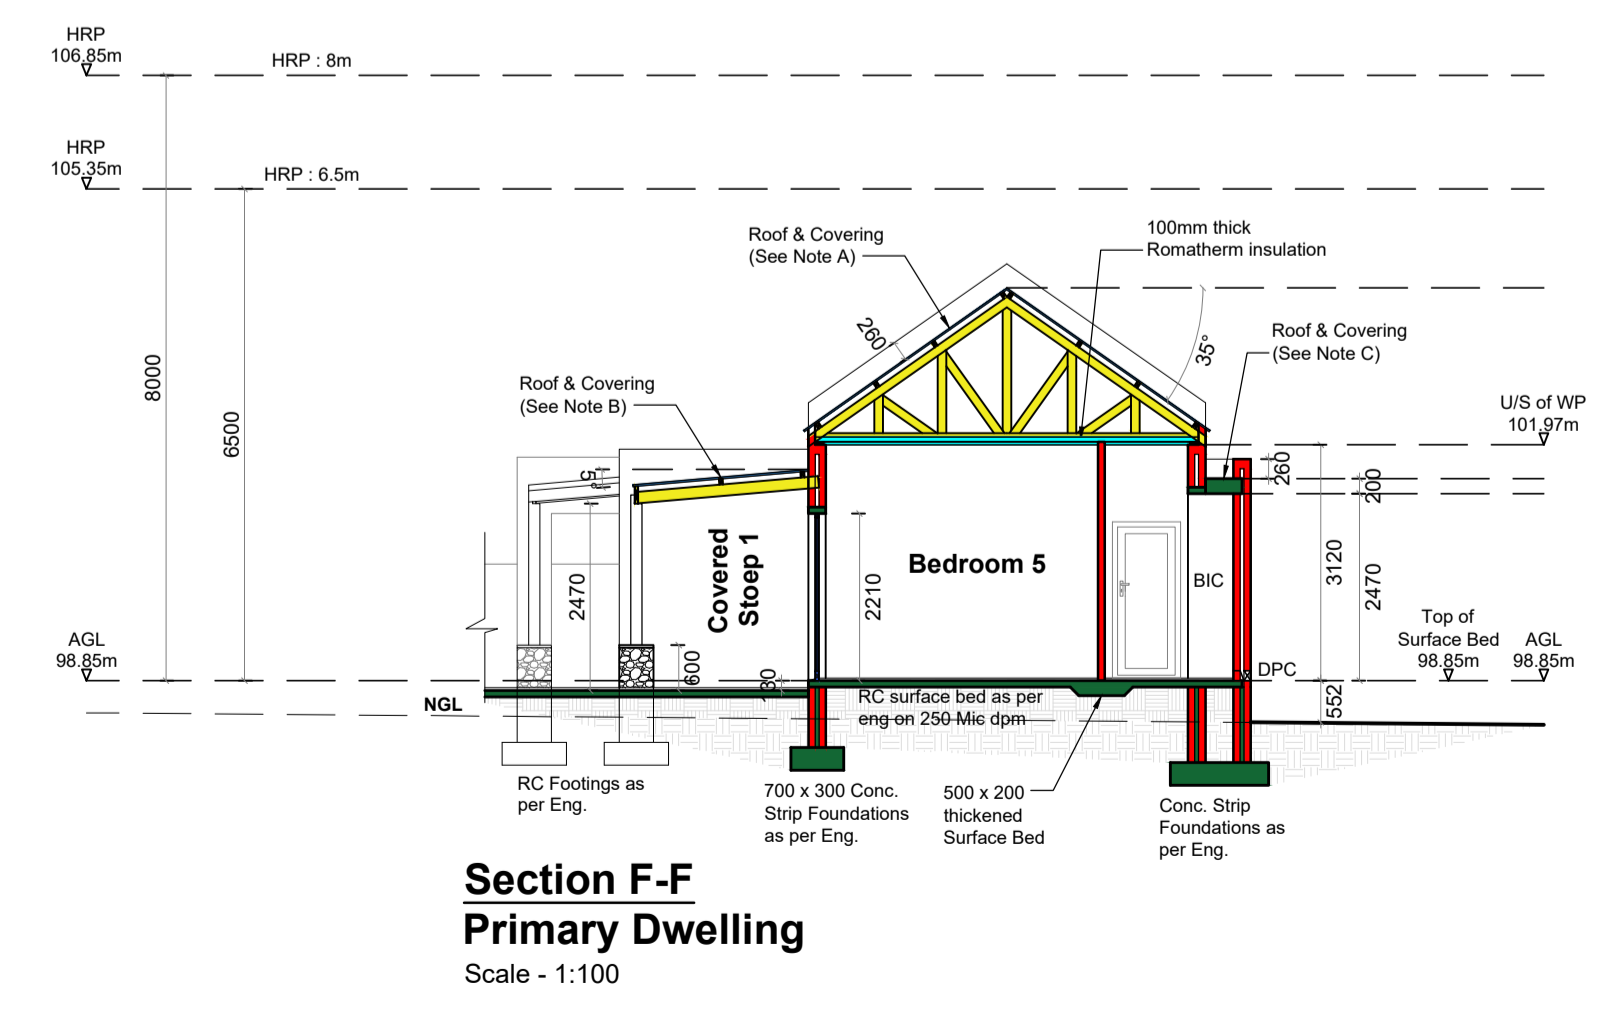 HRP
106.85m
HRP : 8m
HRP
105.35m
HRP : 6.5m
8000
6500
Roof & Covering
(See Note A)
100mm thick
Romatherm insulation
260
35°
Roof & Covering
(See Note C)
Roof & Covering
(See Note B)
U/S of WP
101.97m
5°
260
200
Covered
Stoep 1
Bedroom 5
BIC
2470
2210
3120
2470
600
AGL
98.85m
Top of
Surface Bed
98.85m
AGL
98.85m
DPC
552
NGL
RC surface bed as per
eng on 250 Mic dpm
RC Footings as
per Eng.
700 x 300 Conc.
Strip Foundations
as per Eng.
500 x 200
thickened
Surface Bed
Conc. Strip
Foundations as
per Eng.
Section F-F
Primary Dwelling
Scale - 1:100